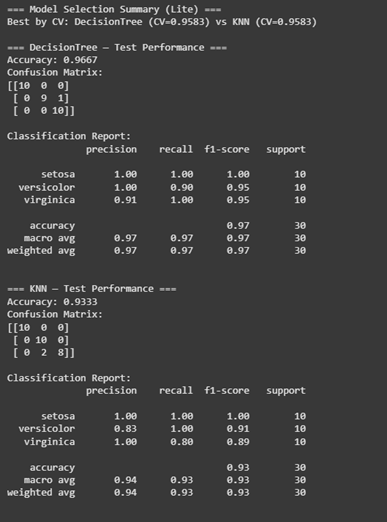 === Model Selection Summary (Lite) ===
Best by CV: DecisionTree (CV=0.9583) vs KNN (CV=0.9583)
=== DecisionTree — Test Performance ===
Accuracy: 0.9667
Confusion Matrix:
[[10  0  0]
 [ 0  9  1]
 [ 0  0 10]]
Classification Report:
              precision    recall  f1-score   support
      setosa       1.00      1.00      1.00        10
  versicolor       1.00      0.90      0.95        10
   virginica       0.91      1.00      0.95        10
    accuracy                           0.97        30
   macro avg       0.97      0.97      0.97        30
weighted avg       0.97      0.97      0.97        30
=== KNN — Test Performance ===
Accuracy: 0.9333
Confusion Matrix:
[[10  0  0]
 [ 0 10  0]
 [ 0  2  8]]
Classification Report:
              precision    recall  f1-score   support
      setosa       1.00      1.00      1.00        10
  versicolor       0.83      1.00      0.91        10
   virginica       1.00      0.80      0.89        10
    accuracy                           0.93        30
   macro avg       0.94      0.93      0.93        30
weighted avg       0.94      0.93      0.93        30